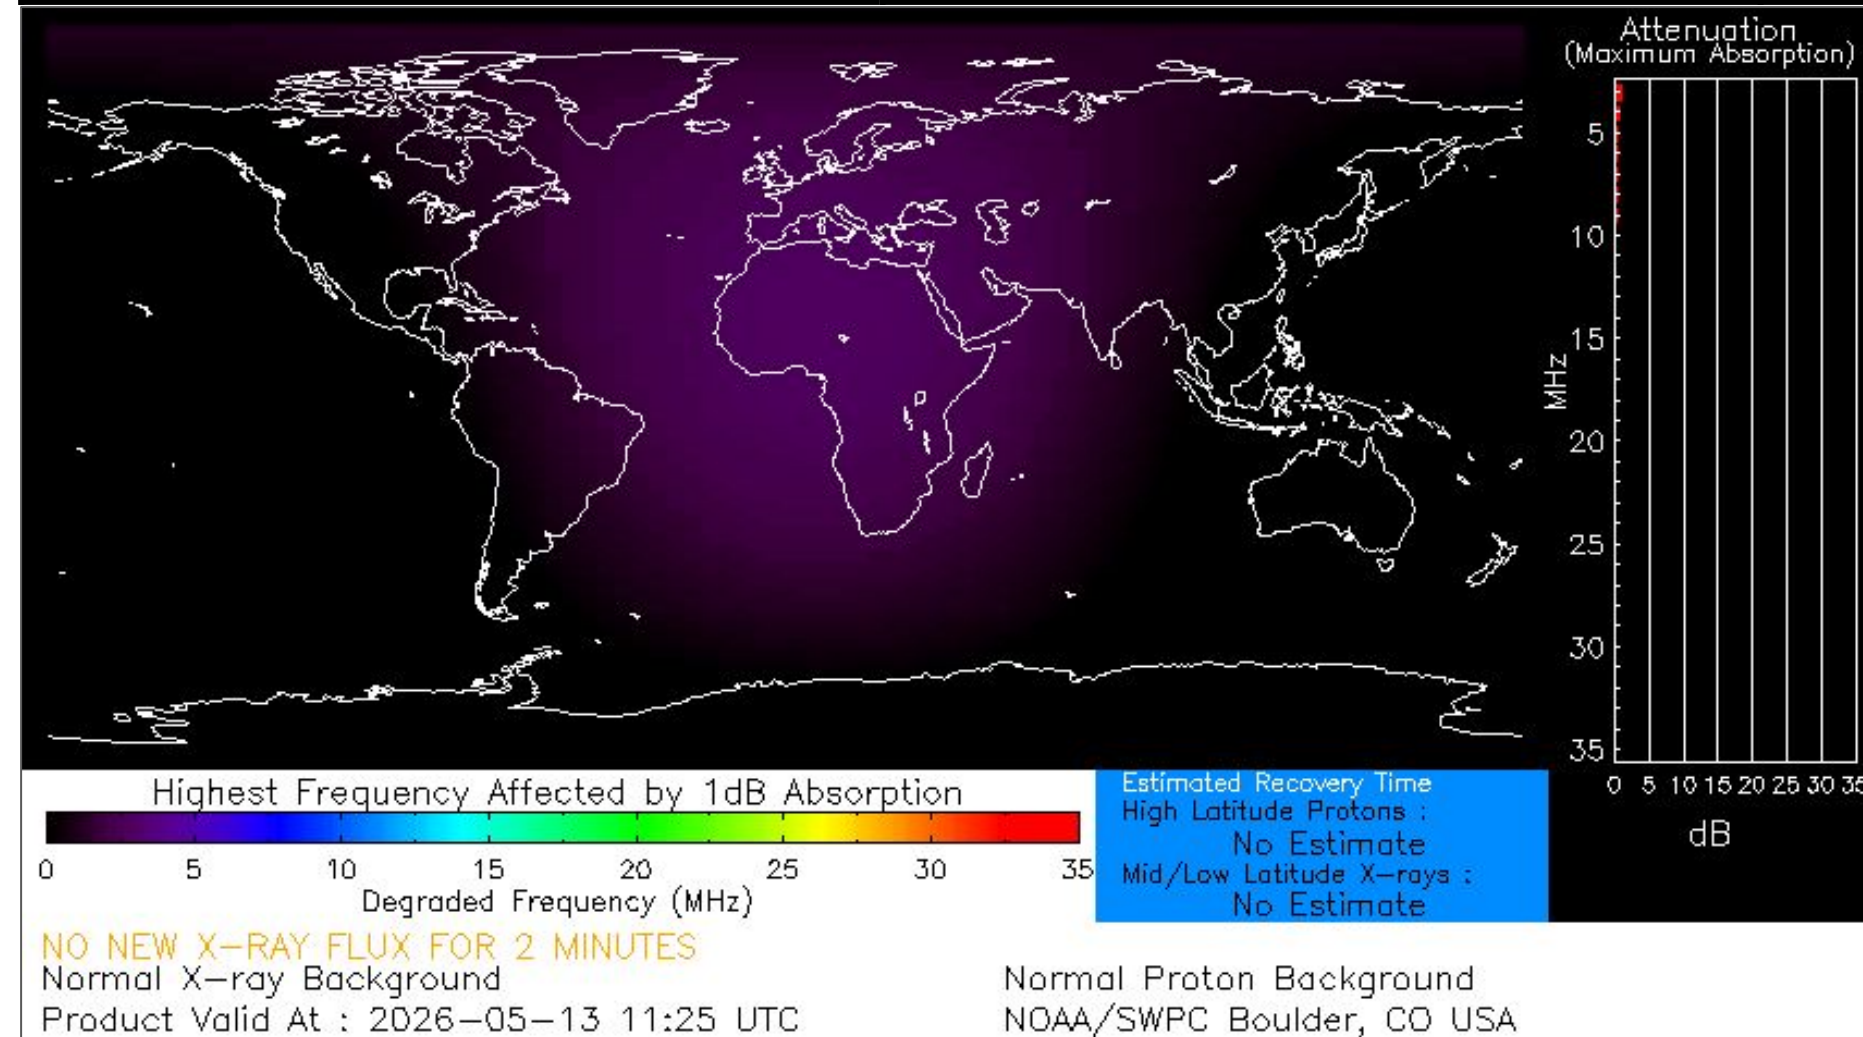 Attenuation
(Maximum Absorption)
5
10
15
20
25
30
35
MHz
0 5 10 15 20 25 30 35
dB
Highest Frequency Affected by 1dB Absorption
0 5 10 15 20 25 30 35
Degraded Frequency (MHz)
Estimated Recovery Time
High Latitude Protons :
No Estimate
Mid/Low Latitude X-rays :
No Estimate
NO NEW X-RAY FLUX FOR 2 MINUTES
Normal X-ray Background
Normal Proton Background
Product Valid At : 2026-05-13 11:25 UTC
NOAA/SWPC Boulder, CO USA